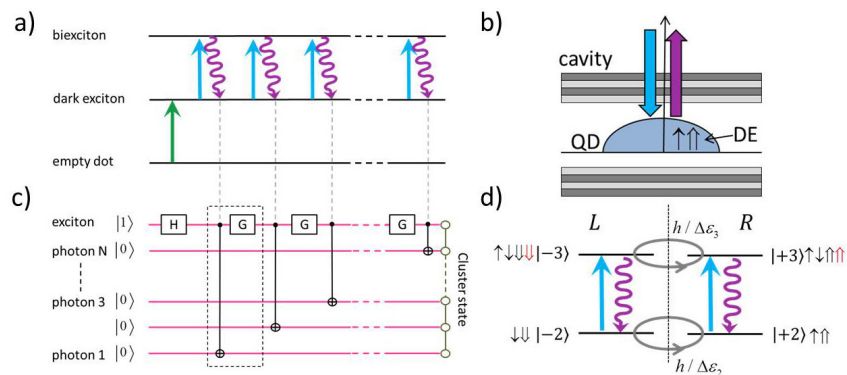 a)
biexciton
dark exciton
empty dot
b)
cavity
QD
↑⇑
DE
c)
exciton |1⟩ H G G G
photon N |0⟩
photon 3 |0⟩
|0⟩
photon 1 |0⟩
Cluster state
d)
L R
h / Δε₃
↑↓⇓⇓ |−3⟩ |+3⟩ ↑↓⇑⇑
↓⇓ |−2⟩ |+2⟩ ↑⇑
h / Δε₂